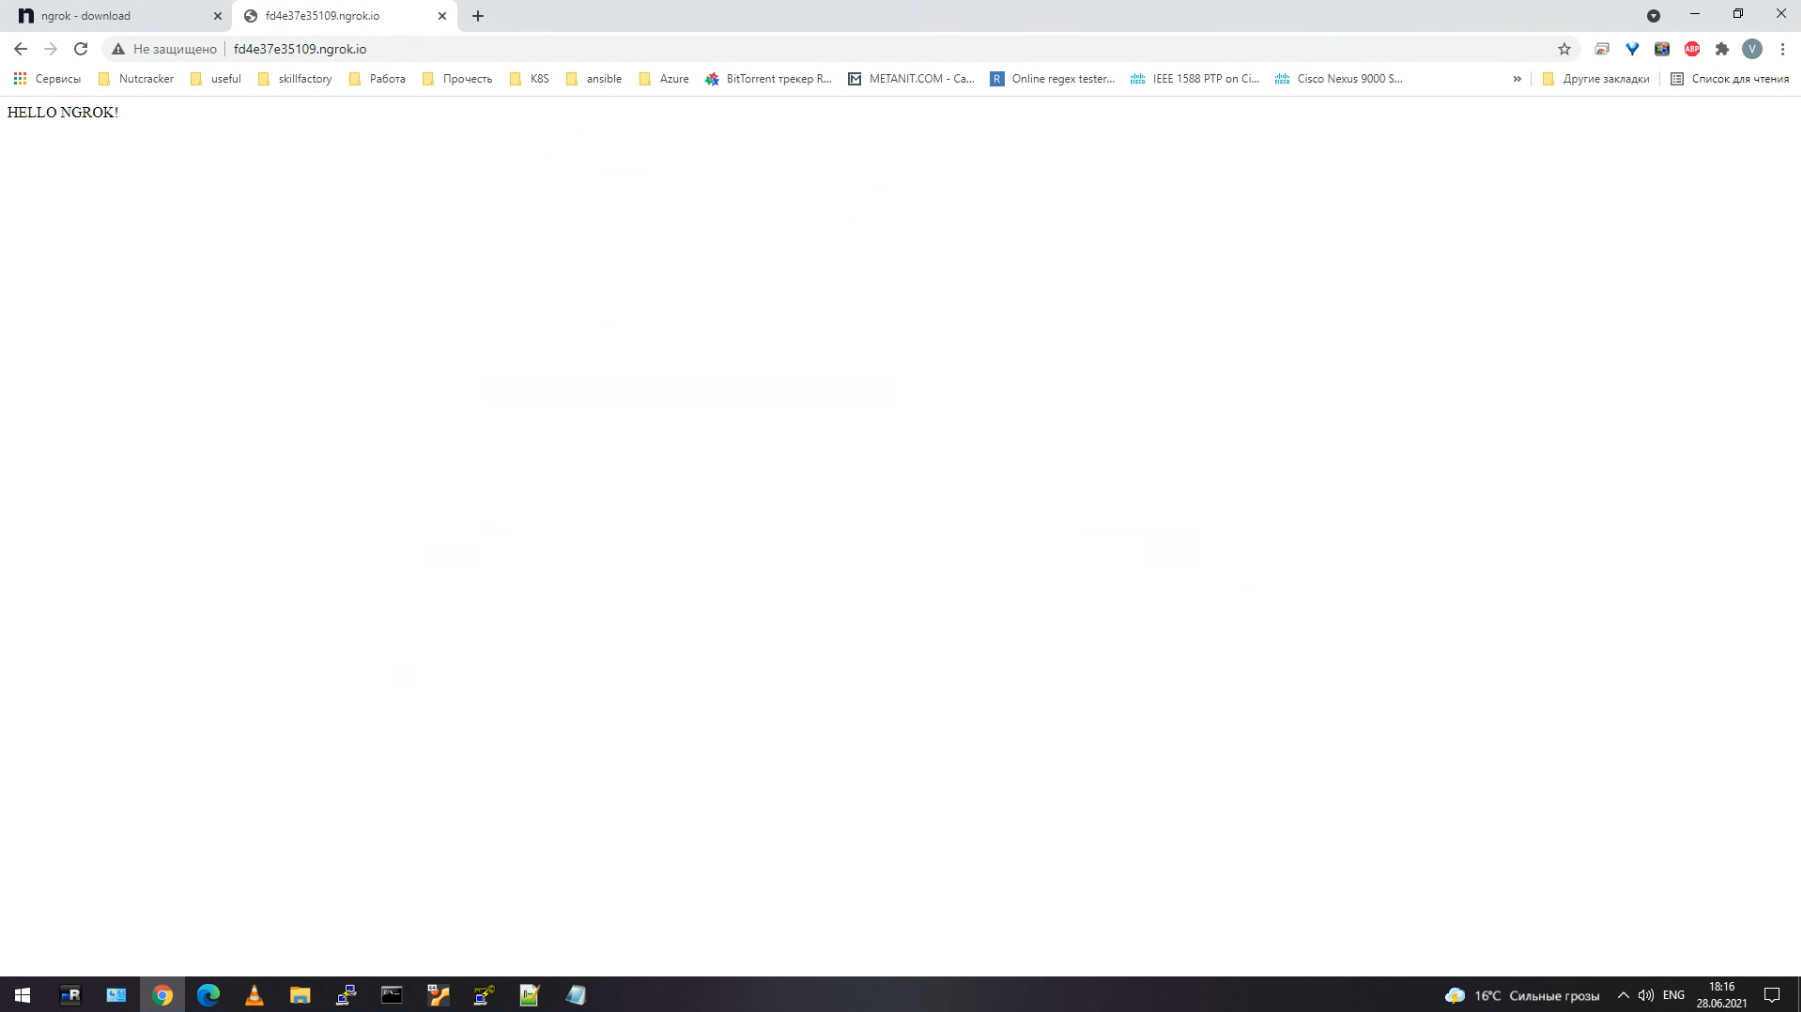 ngrok - download
fd4e37e35109.ngrok.io
Не защищено
fd4e37e35109.ngrok.io
ABP
V
Сервисы
Nutcracker
useful
skillfactory
Работа
Прочесть
K8S
ansible
Azure
BitTorrent трекер R...
METANIT.COM - Са...
Online regex tester...
IEEE 1588 PTP on Ci...
Cisco Nexus 9000 S...
»
Другие закладки
Список для чтения
HELLO NGROK!
16°C Сильные грозы
ENG
18:16
28.06.2021